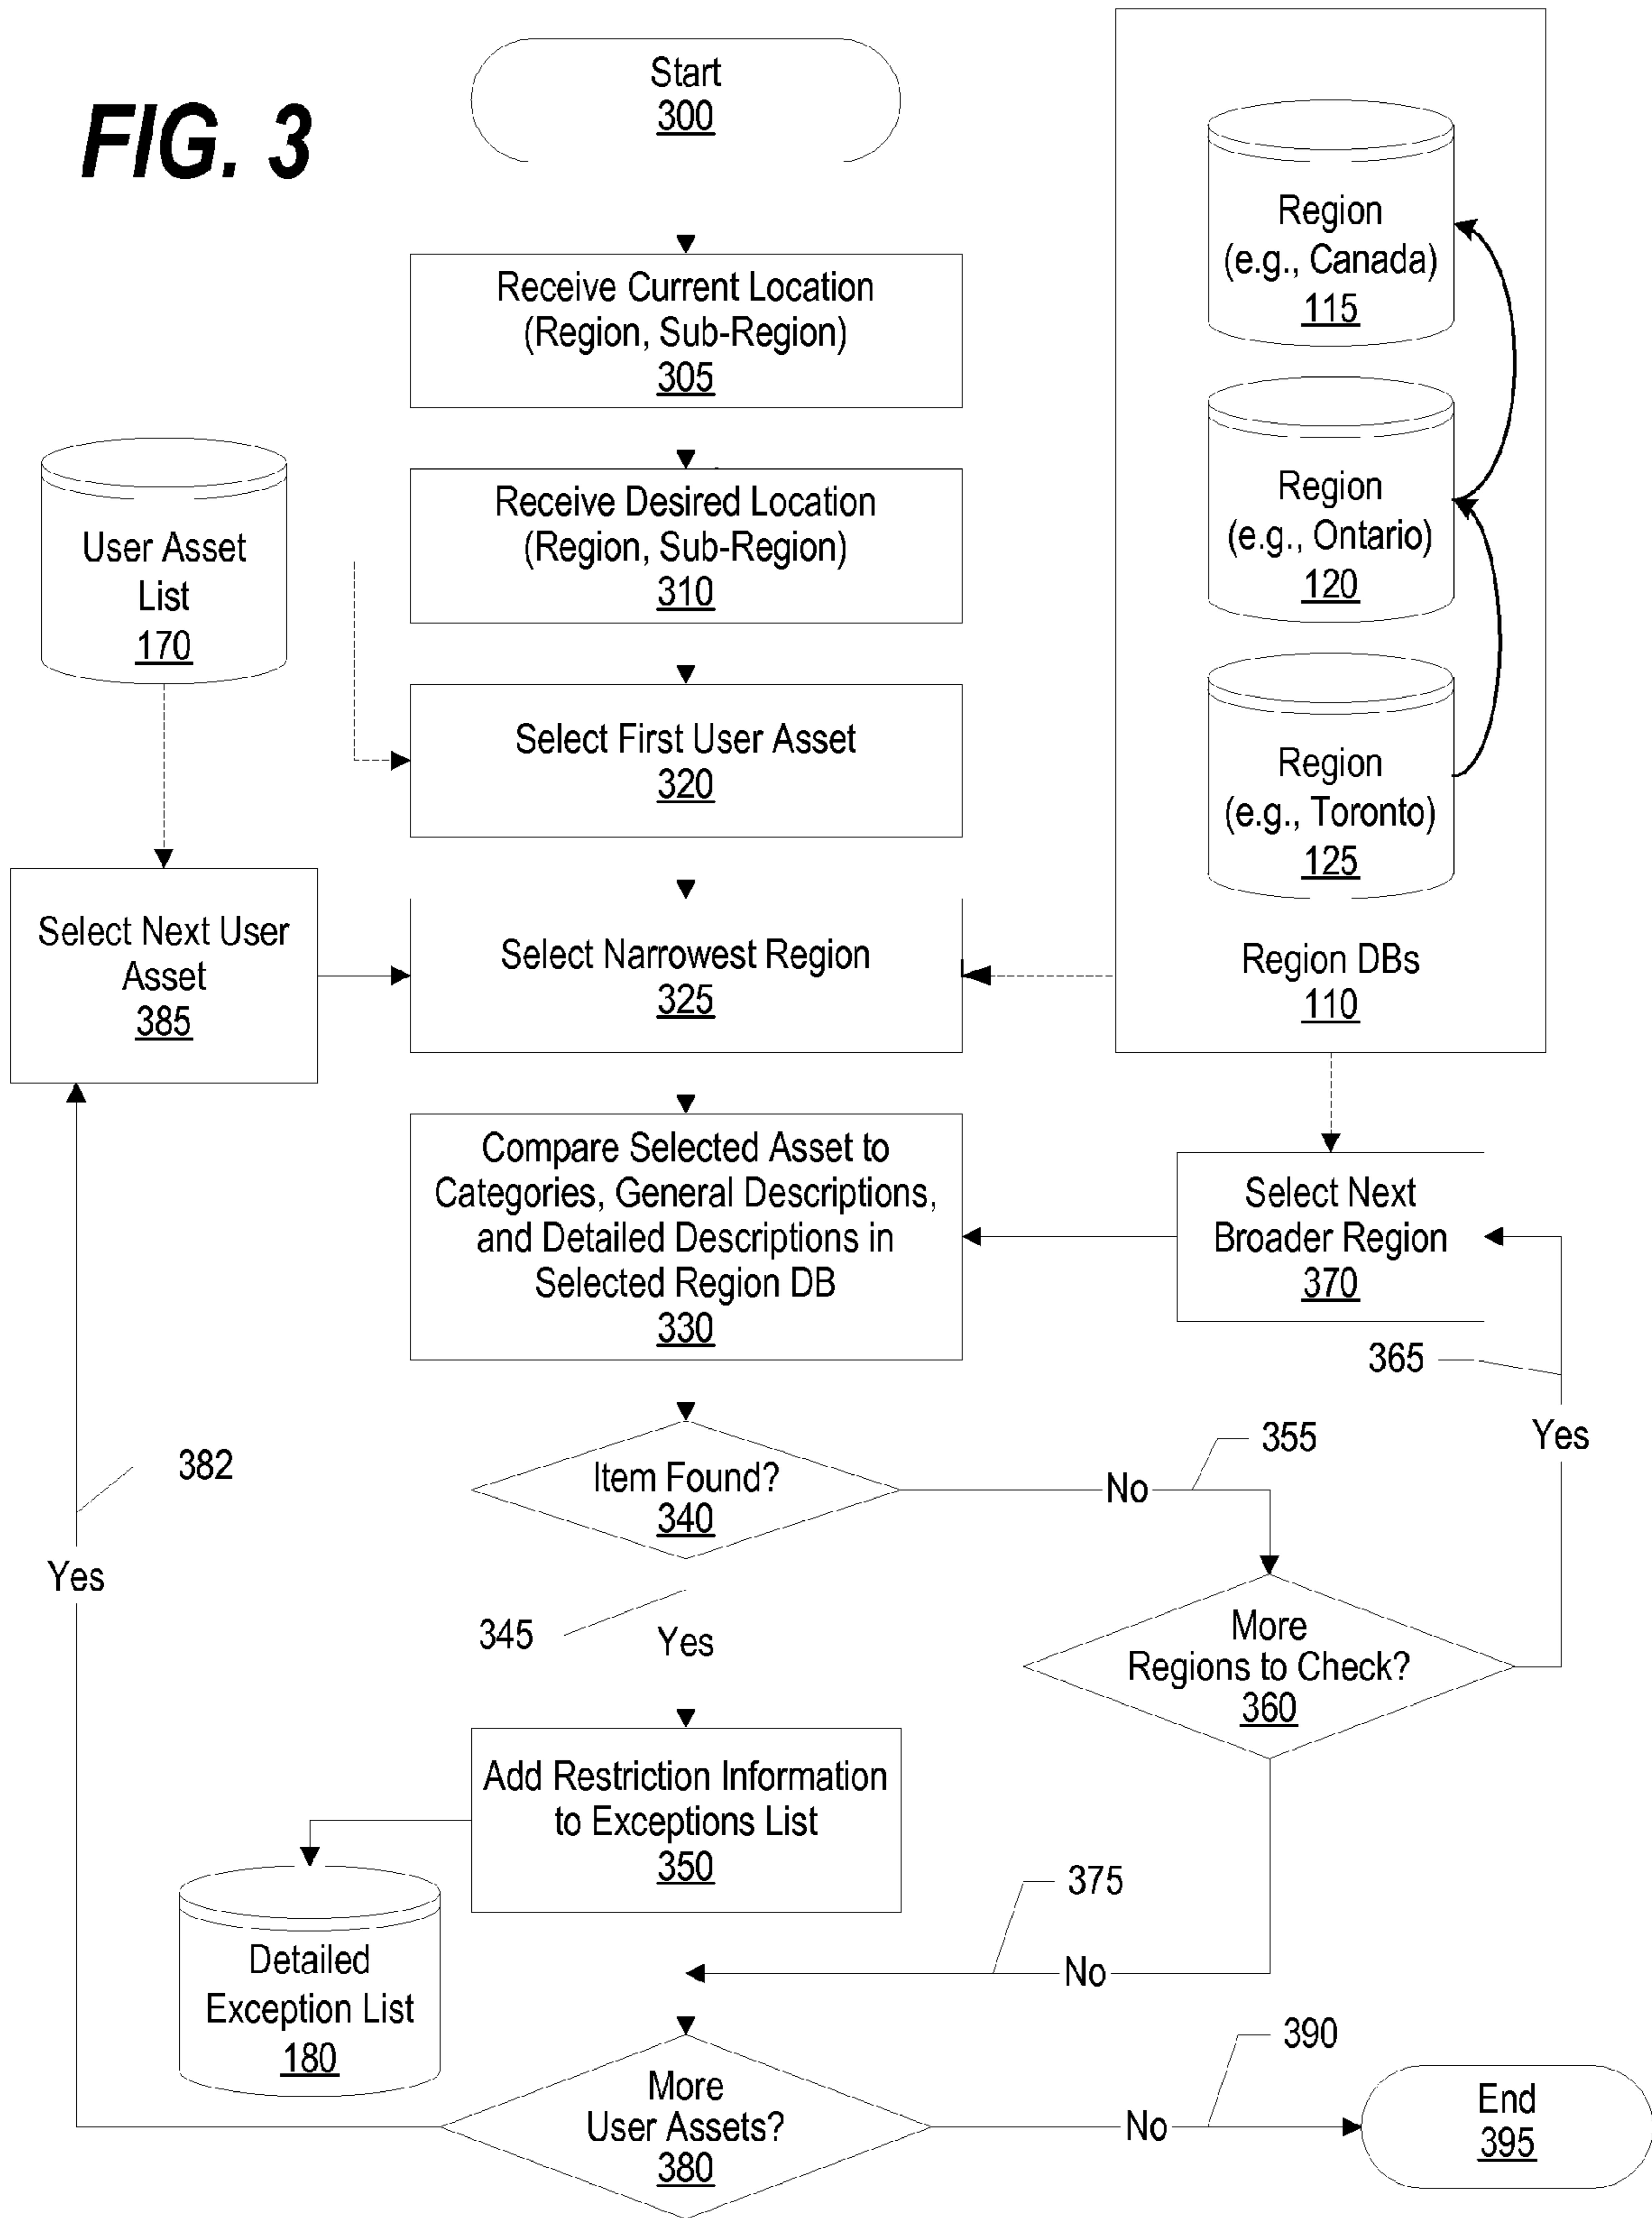 FIG. 3
Start
300
Receive Current Location
(Region, Sub-Region)
305
Receive Desired Location
(Region, Sub-Region)
310
User Asset
List
170
Select First User Asset
320
Region
(e.g., Canada)
115
Region
(e.g., Ontario)
120
Region
(e.g., Toronto)
125
Region DBs
110
Select Next User
Asset
385
Select Narrowest Region
325
Compare Selected Asset to
Categories, General Descriptions,
and Detailed Descriptions in
Selected Region DB
330
Select Next
Broader Region
370
365
Yes
382
Yes
Item Found?
340
No
355
345
Yes
More
Regions to Check?
360
Add Restriction Information
to Exceptions List
350
375
No
Detailed
Exception List
180
More
User Assets?
380
390
No
End
395